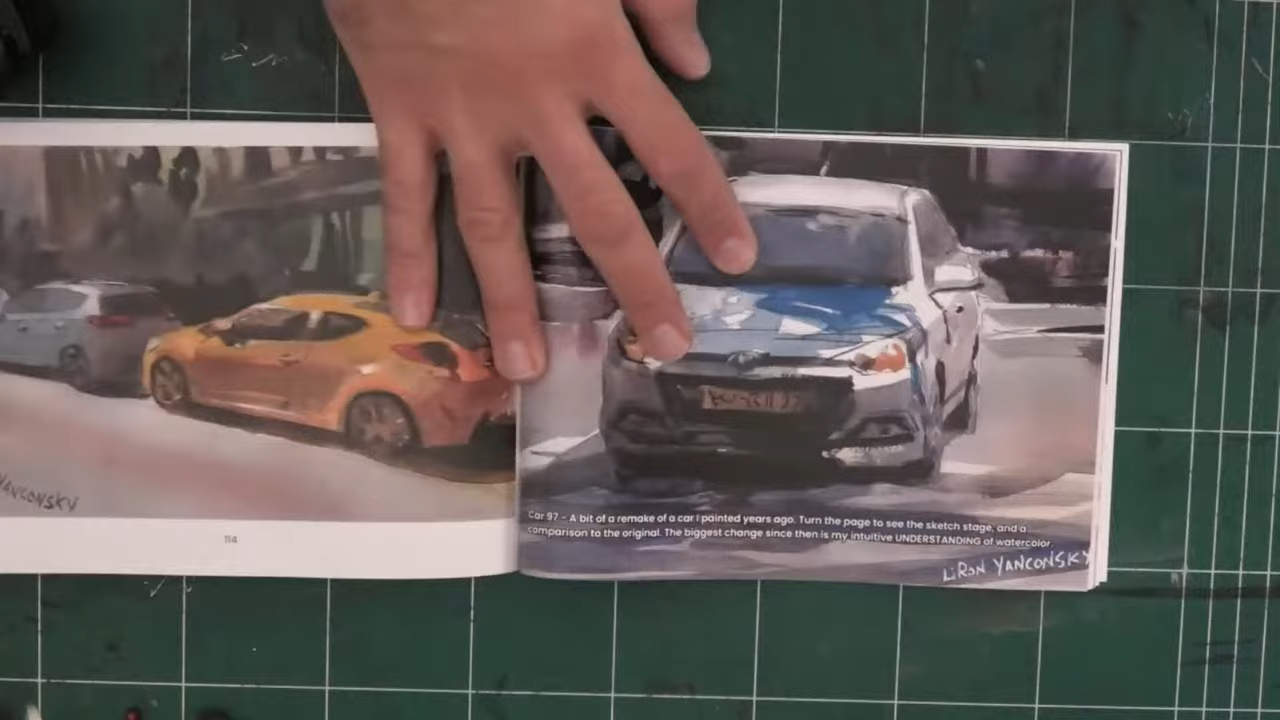 YANCONSKY
114
Car 97 - A bit of a remake of a car I painted years ago. Turn the page to see the sketch stage, and a
comparison to the original. The biggest change since then is my intuitive UNDERSTANDING of watercolor.
LiRON YANCONSKY